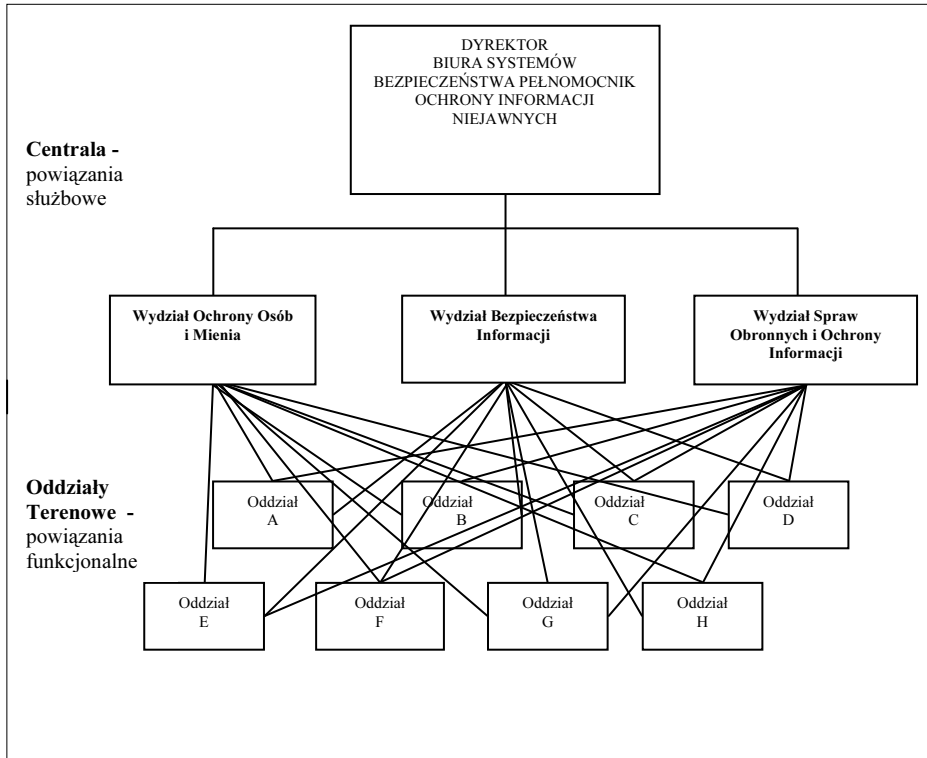 DYREKTOR
BIURA SYSTEMÓW
BEZPIECZEŃSTWA PEŁNOMOCNIK
OCHRONY INFORMACJI
NIEJAWNYCH
Centrala -
powiązania
służbowe
Wydział Ochrony Osób
i Mienia
Wydział Bezpieczeństwa
Informacji
Wydział Spraw
Obronnych i Ochrony
Informacji
Oddziały
Terenowe -
powiązania
funkcjonalne
Oddział
A
Oddział
B
Oddział
C
Oddział
D
Oddział
E
Oddział
F
Oddział
G
Oddział
H